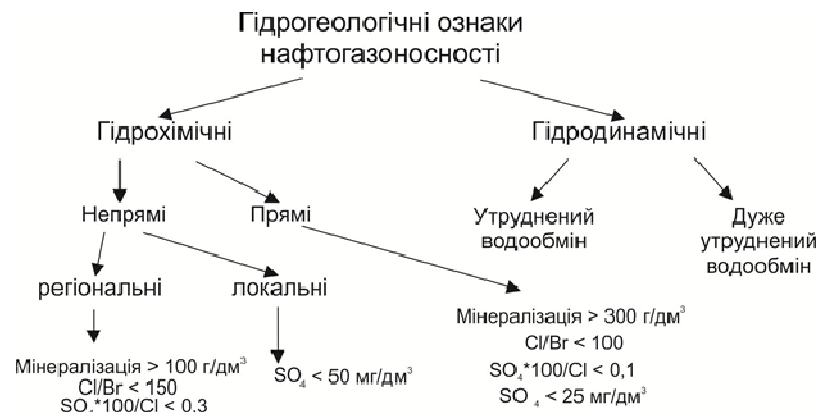 Гідрогеологічні ознаки
нафтогазоносності
Гідрохімічні
Гідродинамічні
Непрямі
Прямі
Утруднений
водообмін
Дуже
утруднений
водообмін
регіональні
локальні
Мінералізація > 100 г/дм³
Cl/Br < 150
SO₄*100/Cl < 0,3
SO₄ < 50 мг/дм³
Мінералізація > 300 г/дм³
Cl/Br < 100
SO₄*100/Cl < 0,1
SO ₄ < 25 мг/дм³